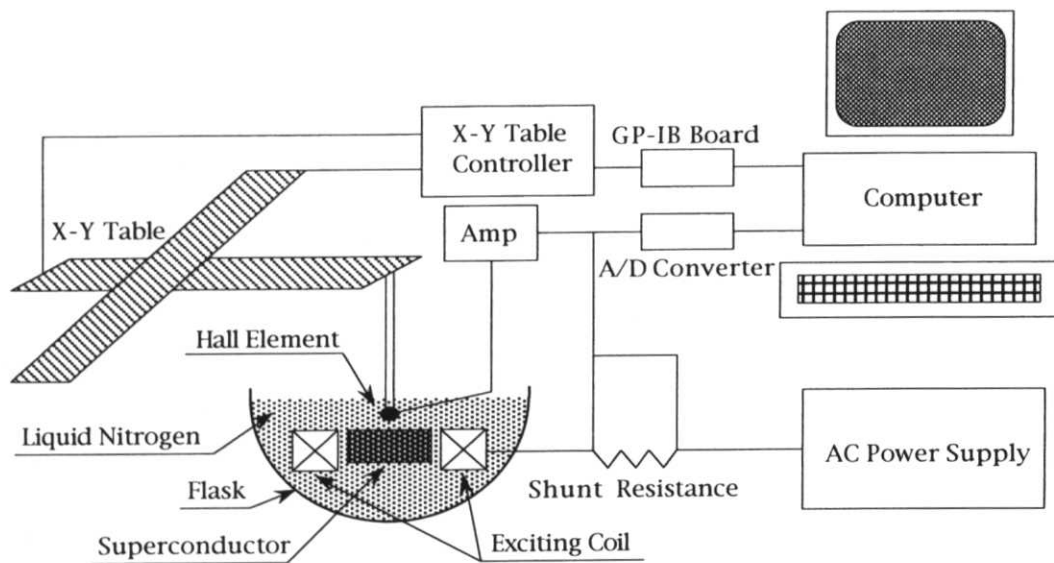 X-Y Table
Controller
GP-IB Board
Computer
X-Y Table
Amp
A/D Converter
Hall Element
Liquid Nitrogen
AC Power Supply
Flask
Shunt Resistance
Superconductor
Exciting Coil